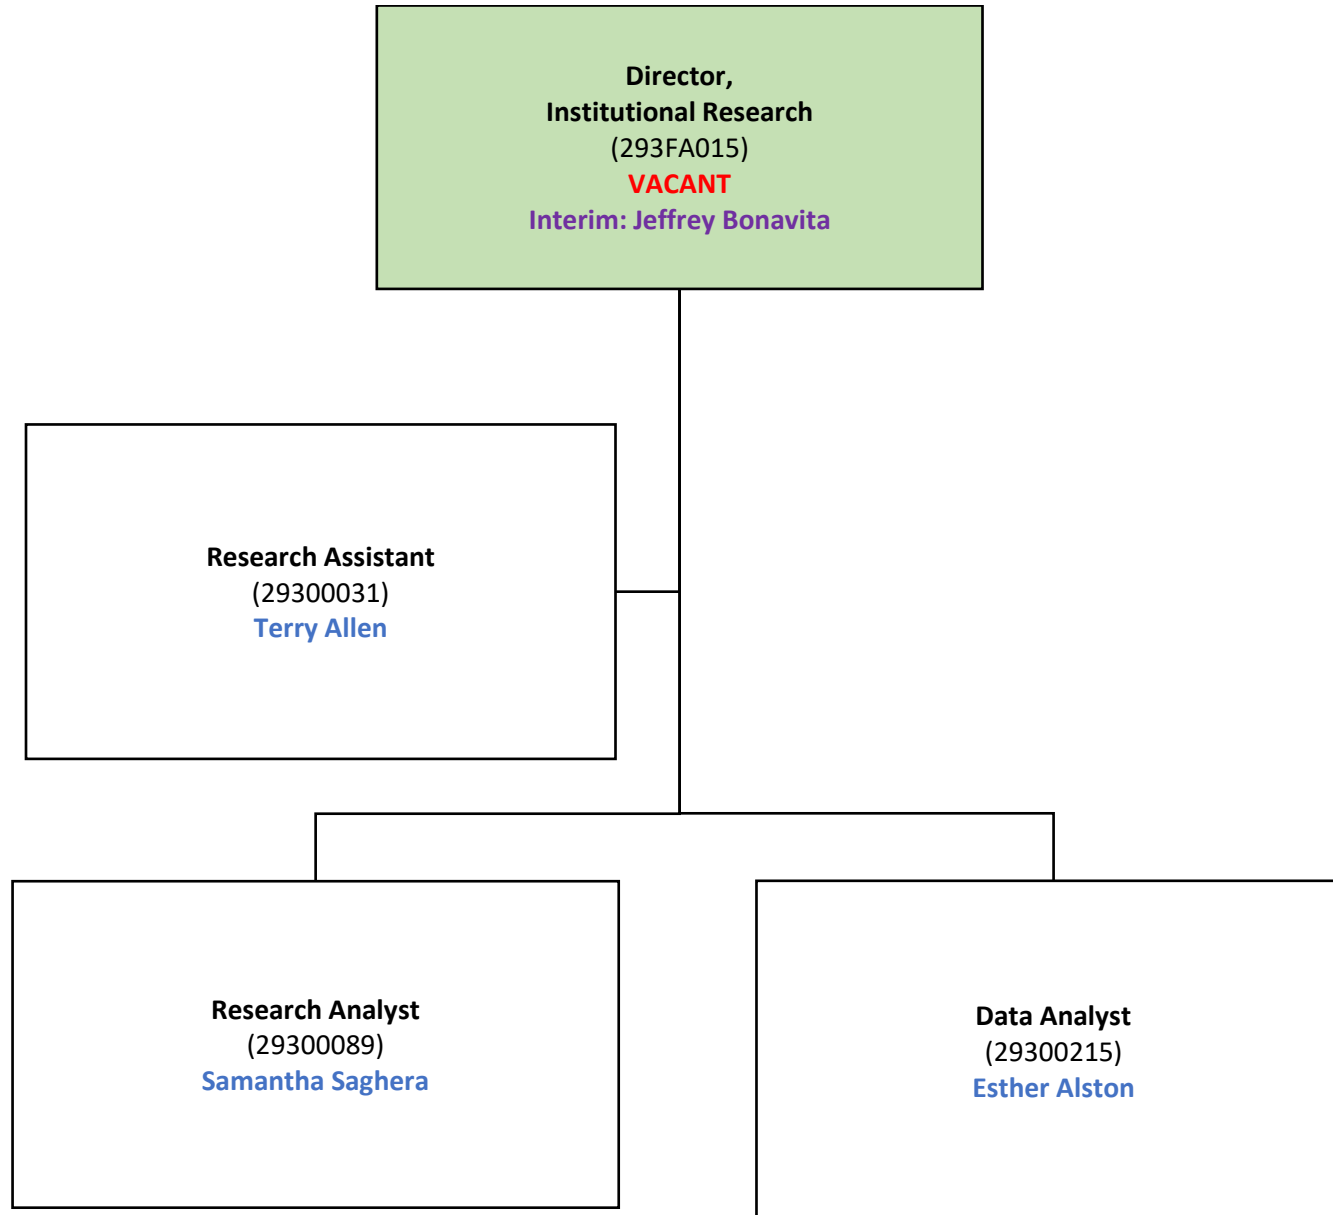 Director,
Institutional Research
(293FA015)
VACANT
Interim: Jeffrey Bonavita
Research Assistant
(29300031)
Terry Allen
Research Analyst
(29300089)
Samantha Saghera
Data Analyst
(29300215)
Esther Alston